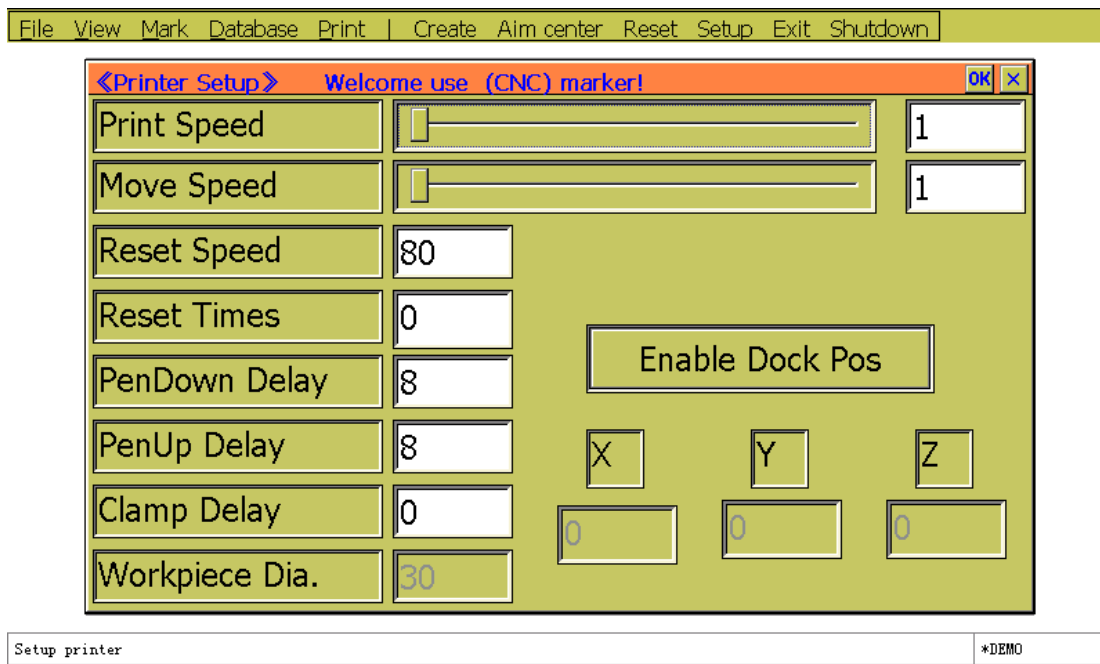 File View Mark Database Print | Create Aim center Reset Setup Exit Shutdown
《Printer Setup》 Welcome use (CNC) marker! OK ×
Print Speed 1
Move Speed 1
Reset Speed 80
Reset Times 0
Enable Dock Pos
PenDown Delay 8
PenUp Delay 8 X Y Z
Clamp Delay 0 0 0 0
Workpiece Dia. 30
Setup printer *DEMO